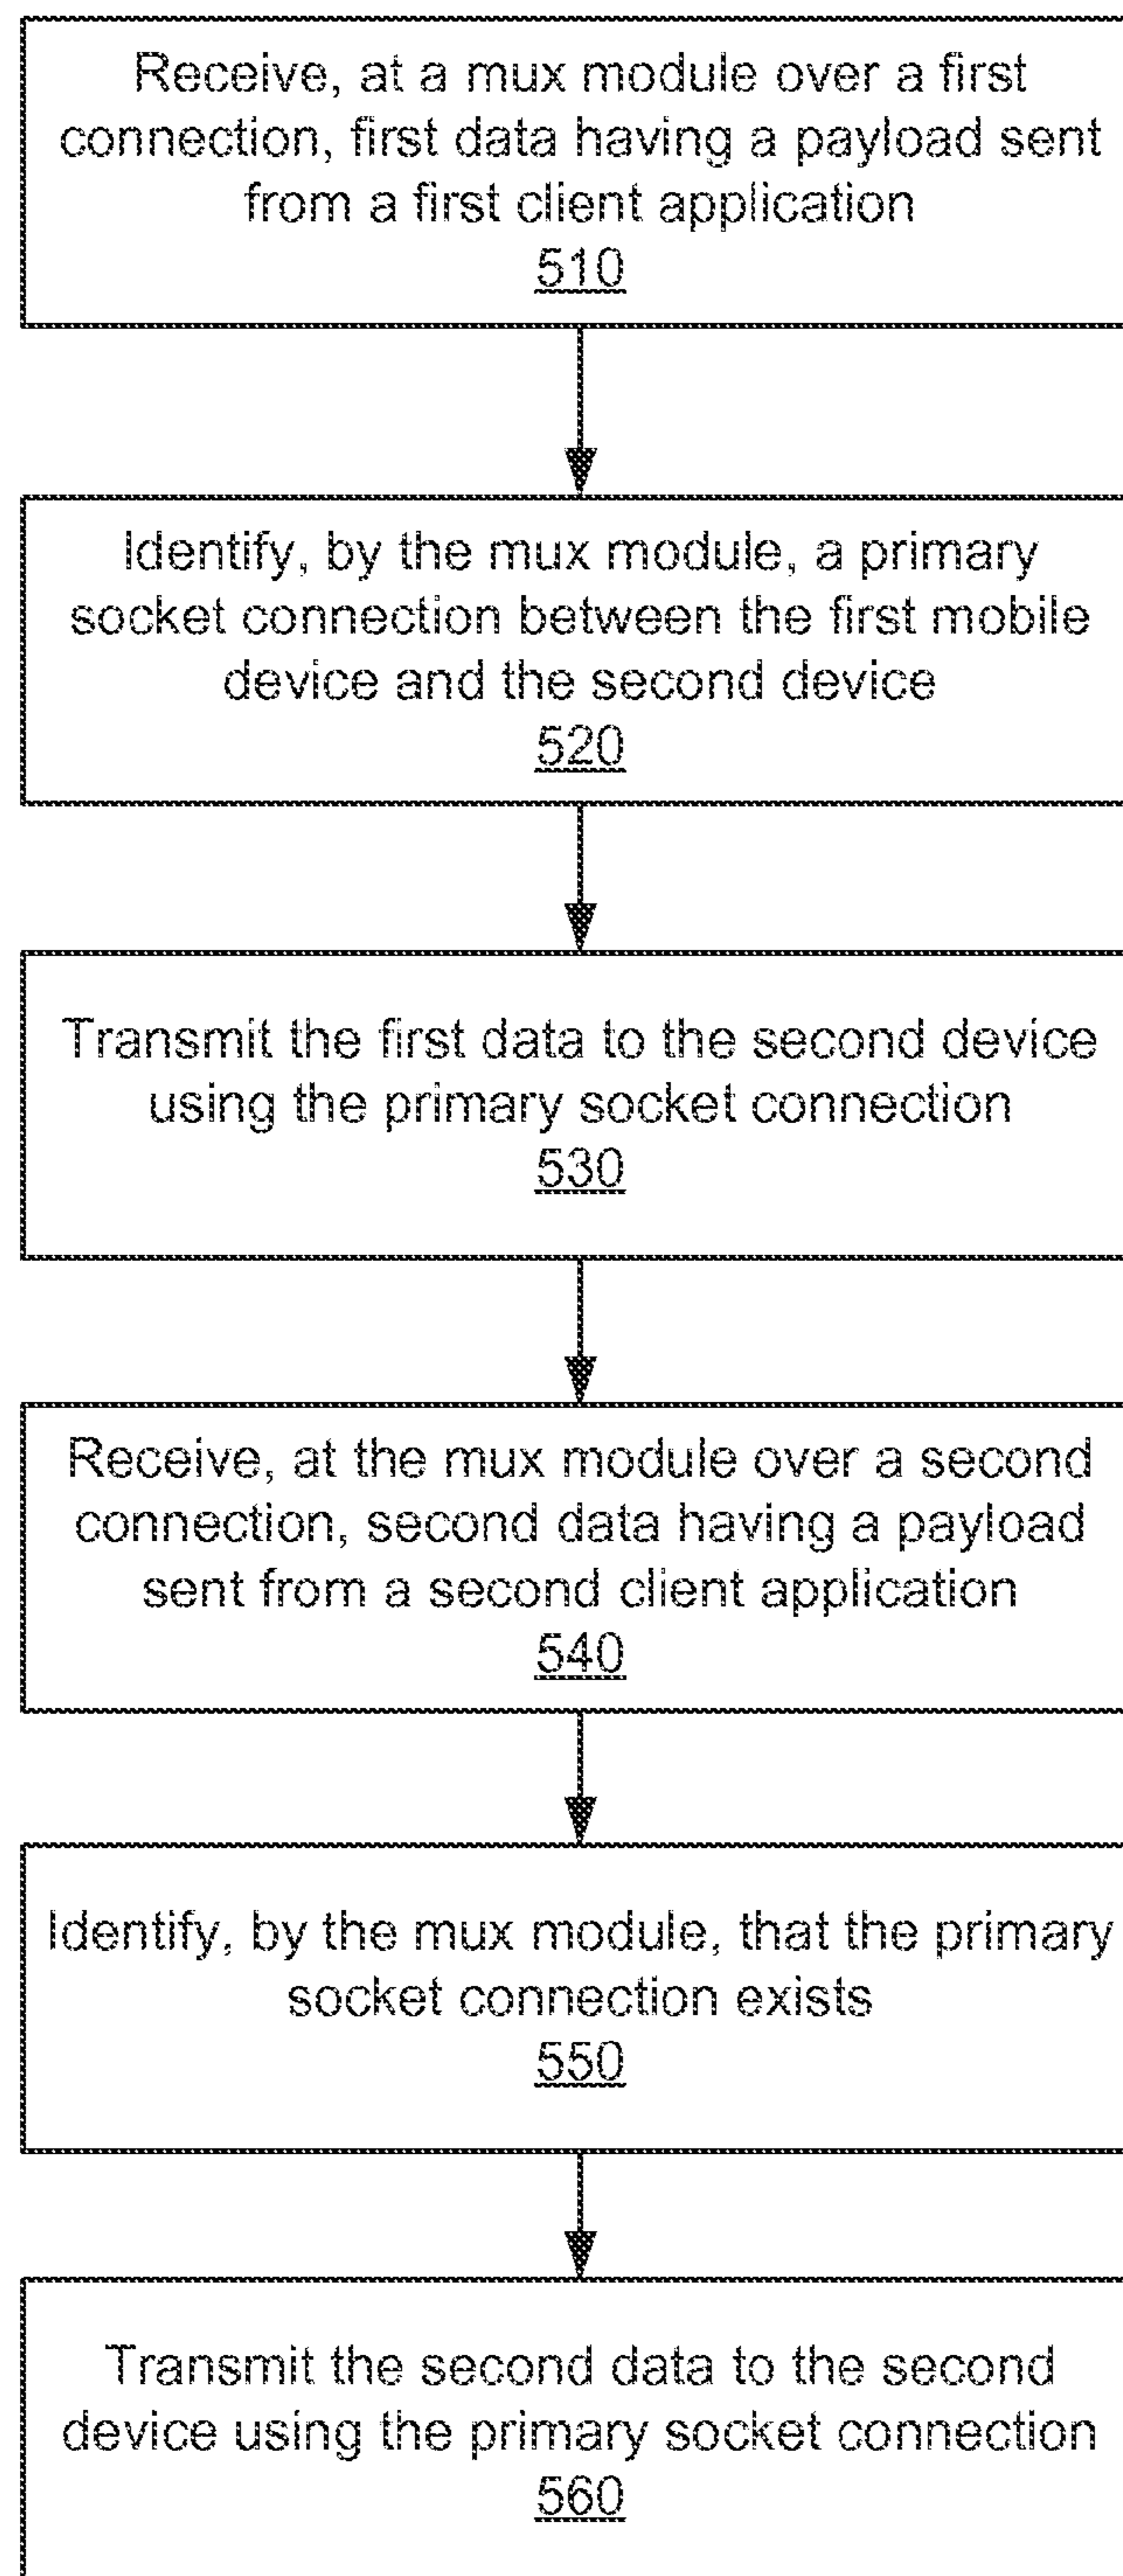 Receive, at a mux module over a first
connection, first data having a payload sent
from a first client application
510
Identify, by the mux module, a primary
socket connection between the first mobile
device and the second device
520
Transmit the first data to the second device
using the primary socket connection
530
Receive, at the mux module over a second
connection, second data having a payload
sent from a second client application
540
Identify, by the mux module, that the primary
socket connection exists
550
Transmit the second data to the second
device using the primary socket connection
560